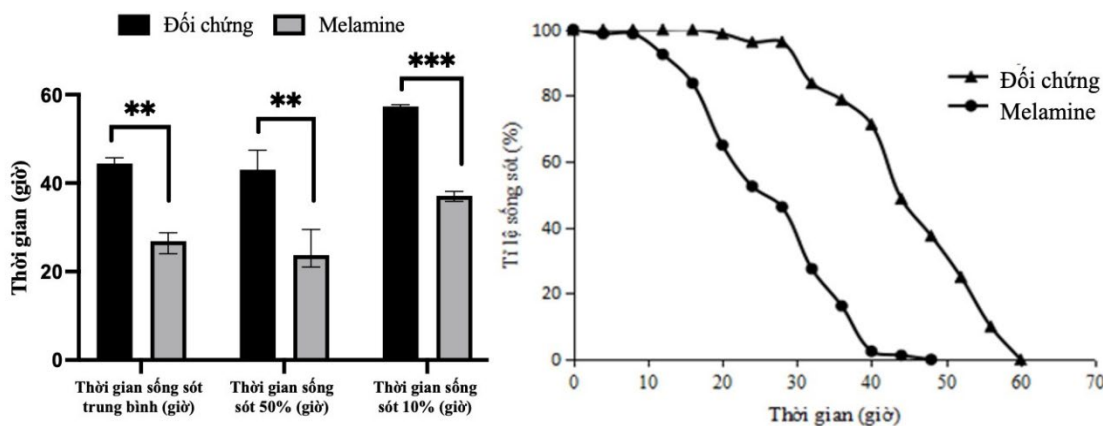 Đối chứng
Melamine
**
**
***
Thời gian (giờ)
60
40
20
0
Thời gian sống sót
trung bình (giờ)
Thời gian sống
sót 50% (giờ)
Thời gian sống
sót 10% (giờ)
Đối chứng
Melamine
Tỉ lệ sống sót (%)
100
80
60
40
20
0
0
10
20
30
40
50
60
70
Thời gian (giờ)